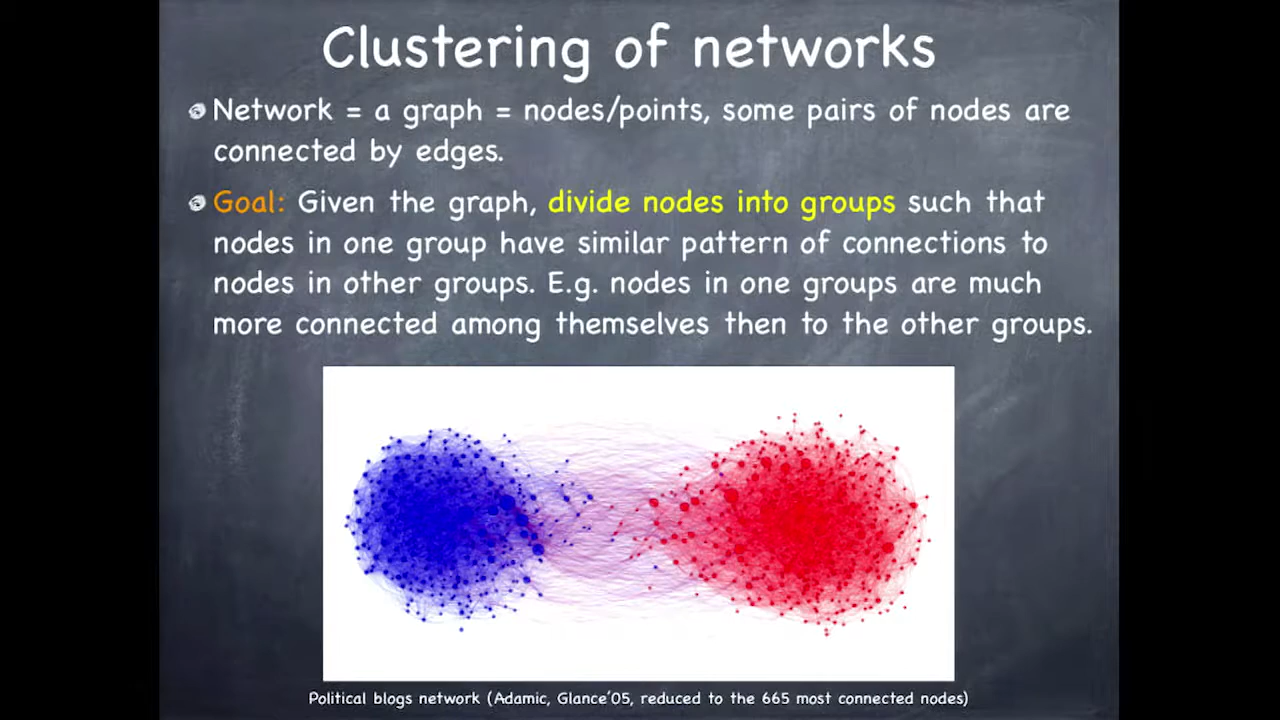 Clustering of networks
Network = a graph = nodes/points, some pairs of nodes are
connected by edges.
Goal: Given the graph, divide nodes into groups such that
nodes in one group have similar pattern of connections to
nodes in other groups. E.g. nodes in one groups are much
more connected among themselves then to the other groups.
Political blogs network (Adamic, Glance'05, reduced to the 665 most connected nodes)